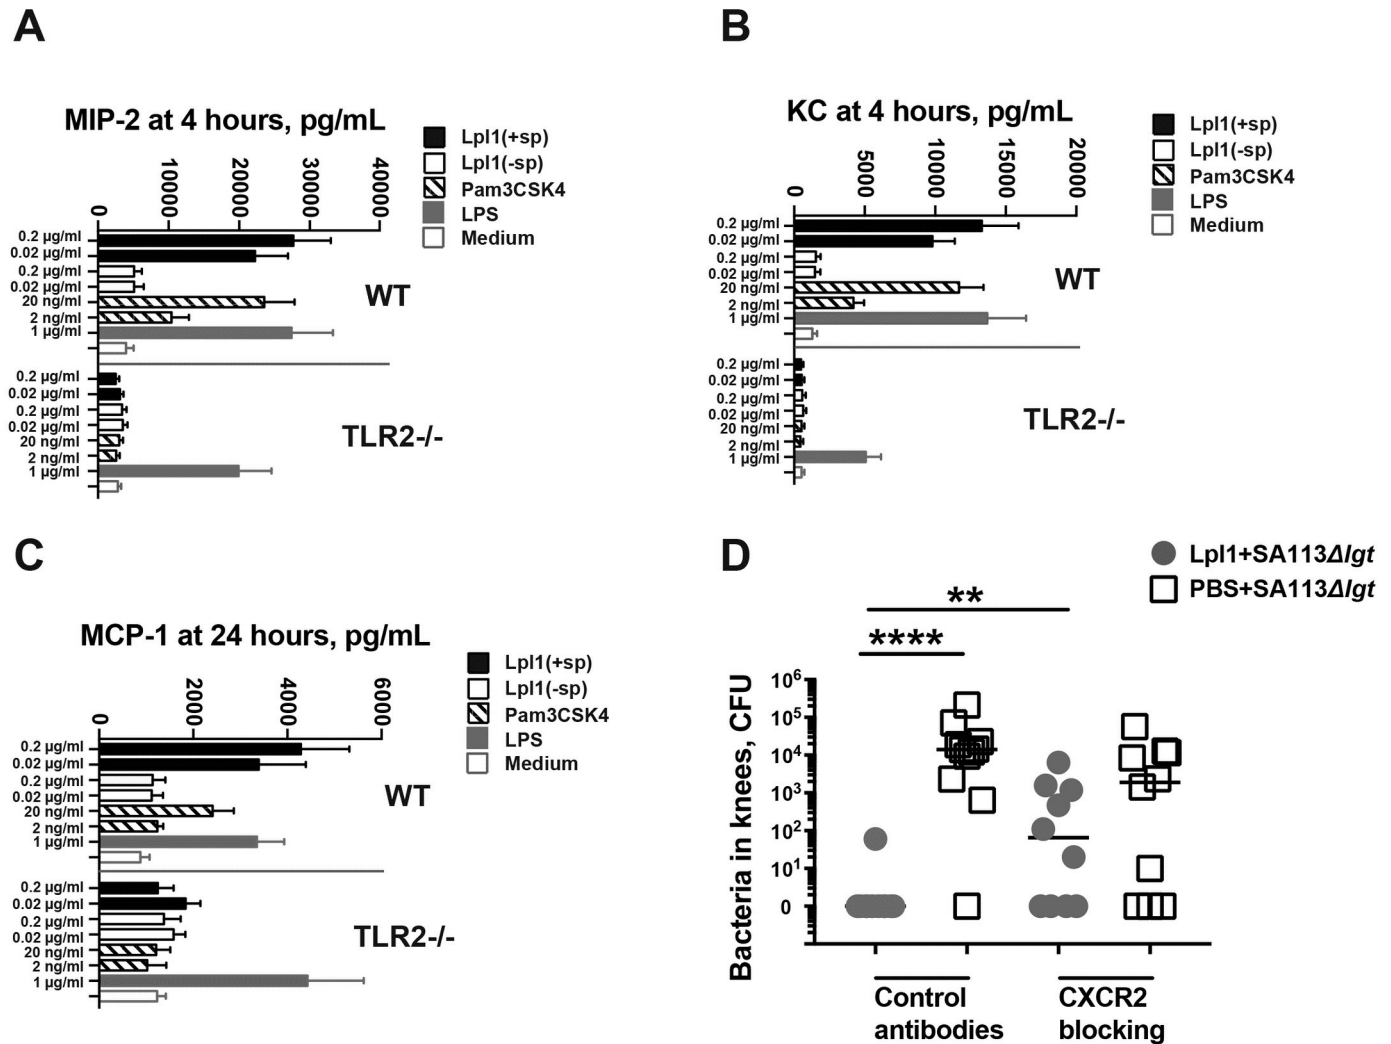 A
MIP-2 at 4 hours, pg/mL
0
10000
20000
30000
40000
Lpl1(+sp)
Lpl1(-sp)
Pam3CSK4
LPS
Medium
0.2 µg/ml
0.02 µg/ml
0.2 µg/ml
0.02 µg/ml
20 ng/ml
2 ng/ml
1 µg/ml
WT
0.2 µg/ml
0.02 µg/ml
0.2 µg/ml
0.02 µg/ml
20 ng/ml
2 ng/ml
1 µg/ml
TLR2-/-
B
KC at 4 hours, pg/mL
0
5000
10000
15000
20000
Lpl1(+sp)
Lpl1(-sp)
Pam3CSK4
LPS
Medium
0.2 µg/ml
0.02 µg/ml
0.2 µg/ml
0.02 µg/ml
20 ng/ml
2 ng/ml
1 µg/ml
WT
0.2 µg/ml
0.02 µg/ml
0.2 µg/ml
0.02 µg/ml
20 ng/ml
2 ng/ml
1 µg/ml
TLR2-/-
C
MCP-1 at 24 hours, pg/mL
0
2000
4000
6000
Lpl1(+sp)
Lpl1(-sp)
Pam3CSK4
LPS
Medium
0.2 µg/ml
0.02 µg/ml
0.2 µg/ml
0.02 µg/ml
20 ng/ml
2 ng/ml
1 µg/ml
WT
0.2 µg/ml
0.02 µg/ml
0.2 µg/ml
0.02 µg/ml
20 ng/ml
2 ng/ml
1 µg/ml
TLR2-/-
D
Lpl1+SA113Δlgt
PBS+SA113Δlgt
**
****
Bacteria in knees, CFU
10⁶
10⁵
10⁴
10³
10²
10¹
0
Control
antibodies
CXCR2
blocking